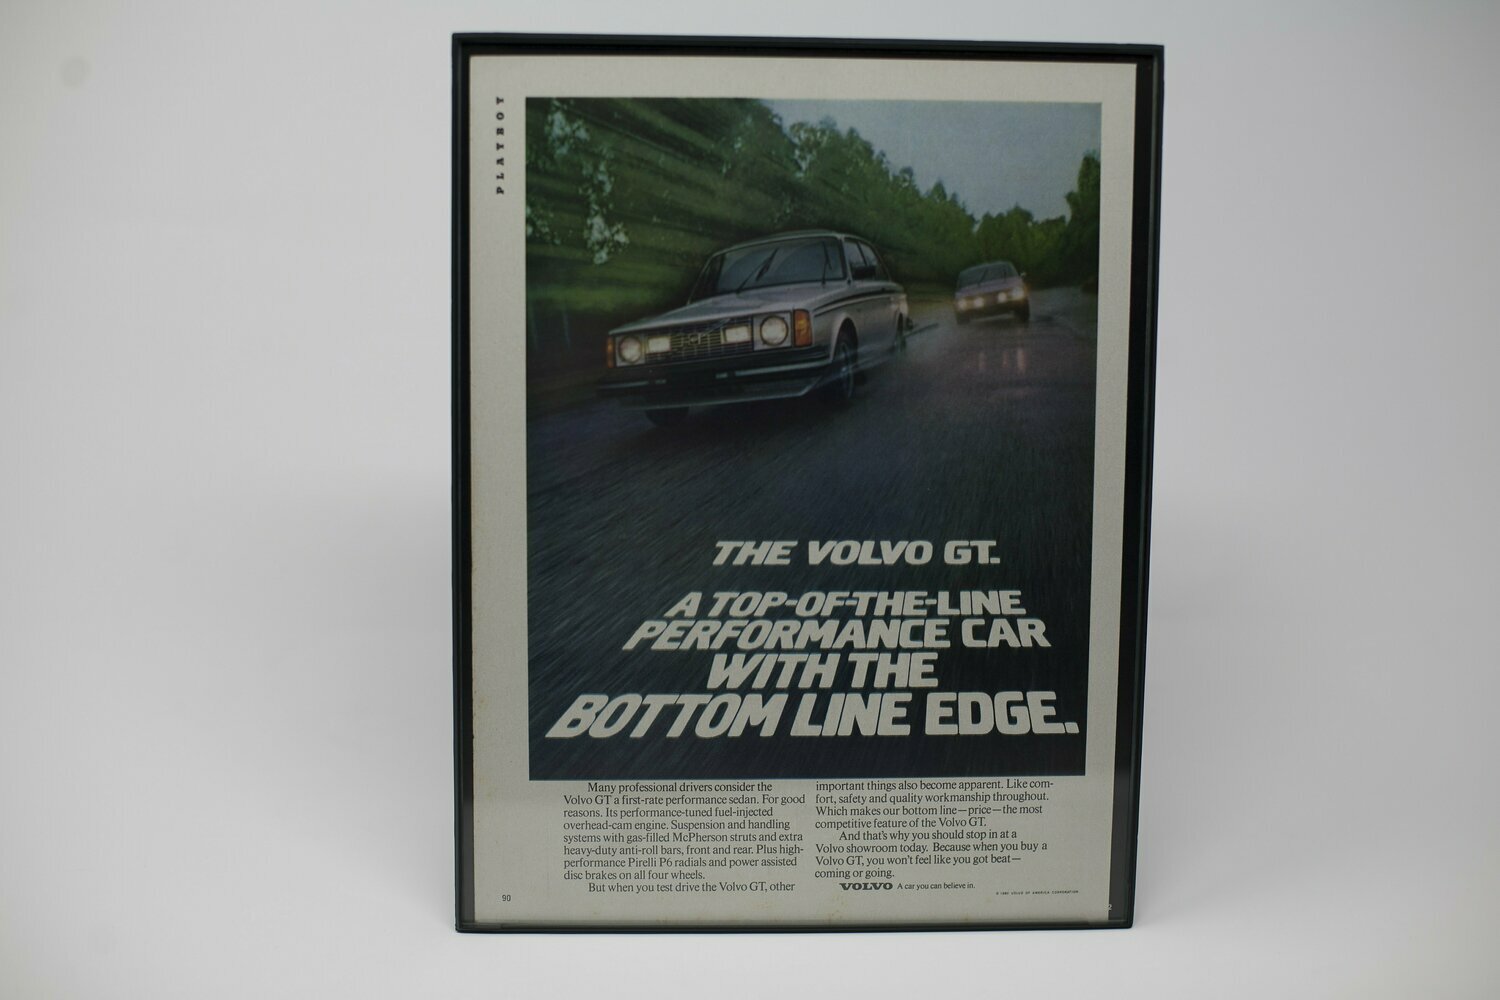 PLAYBOY
THE VOLVO GT.
A TOP-OF-THE-LINE
PERFORMANCE CAR
WITH THE
BOTTOM LINE EDGE.
Many professional drivers consider the
Volvo GT a first-rate performance sedan. For good
reasons. Its performance-tuned fuel-injected
overhead-cam engine. Suspension and handling
systems with gas-filled McPherson struts and extra
heavy-duty anti-roll bars, front and rear. Plus high-
performance Pirelli P6 radials and power assisted
disc brakes on all four wheels.
But when you test drive the Volvo GT, other
important things also become apparent. Like com-
fort, safety and quality workmanship throughout.
Which makes our bottom line—price—the most
competitive feature of the Volvo GT.
And that's why you should stop in at a
Volvo showroom today. Because when you buy a
Volvo GT, you won't feel like you got beat—
coming or going.
VOLVO A car you can believe in.
VOLVO OF AMERICA CORPORATION
90
2